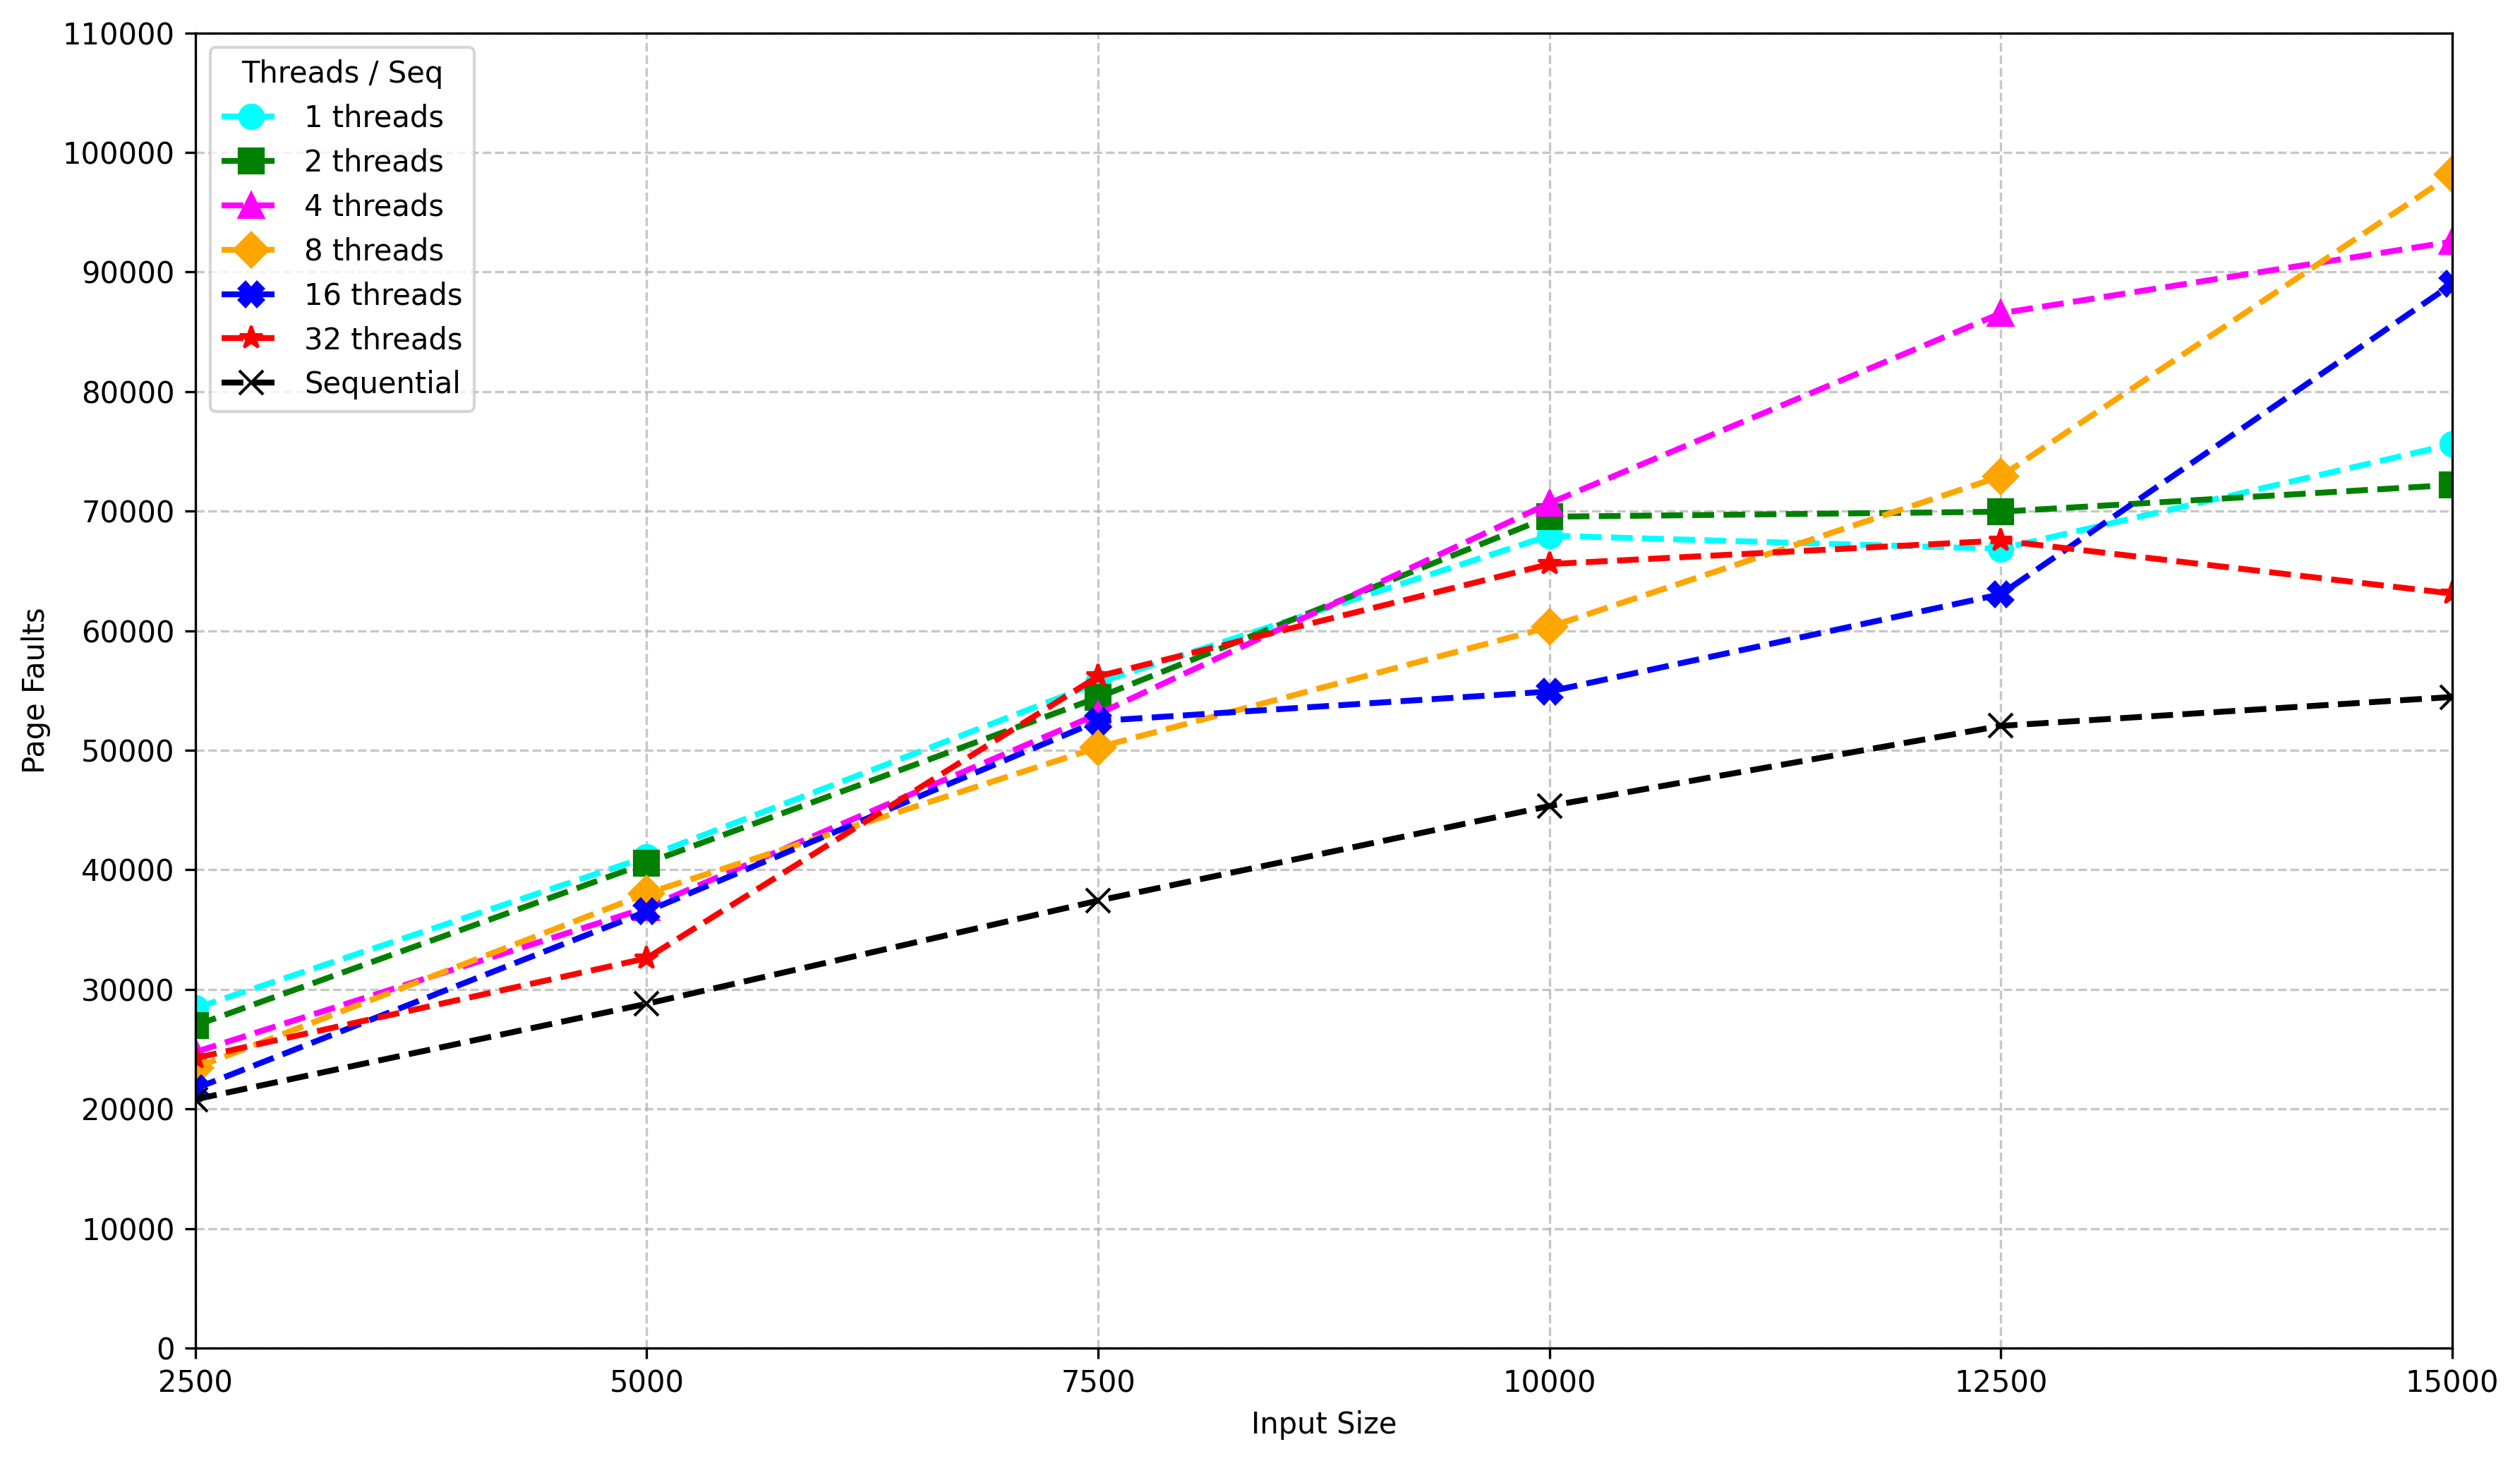 110000
100000
90000
80000
70000
60000
50000
40000
30000
20000
10000
0
Page Faults
Threads / Seq
1 threads
2 threads
4 threads
8 threads
16 threads
32 threads
Sequential
2500 5000 7500 10000 12500 15000
Input Size